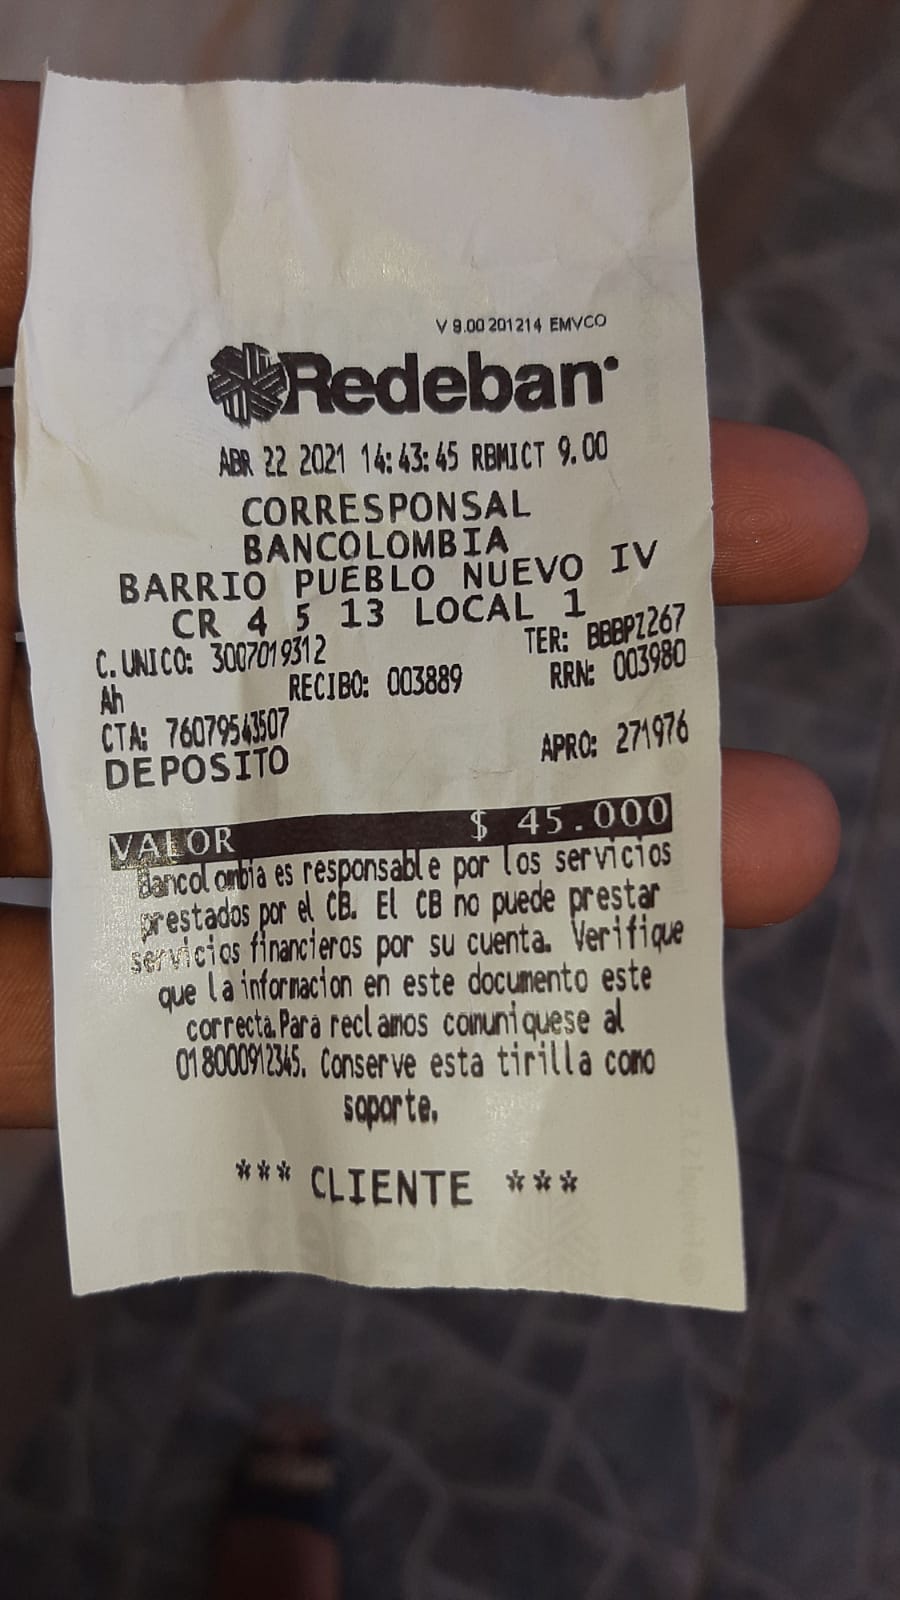 V 9.00 201214 EMVCO
Redeban
ABR 22 2021 14:43:45 RBMICT 9.00
CORRESPONSAL
BANCOLOMBIA
BARRIO PUEBLO NUEVO IV
CR 4 5 13 LOCAL 1
C. UNICO: 3007019312 TER: BBBPZ267
Ah RECIBO: 003889 RRN: 003980
CTA: 76079543507
DEPOSITO APRO: 271976
VALOR $ 45.000
Bancolombia es responsable por los servicios
prestados por el CB. El CB no puede prestar
servicios financieros por su cuenta. Verifique
que la informacion en este documento este
correcta.Para reclamos comuniquese al
018000912345. Conserve esta tirilla como
soporte.
*** CLIENTE ***